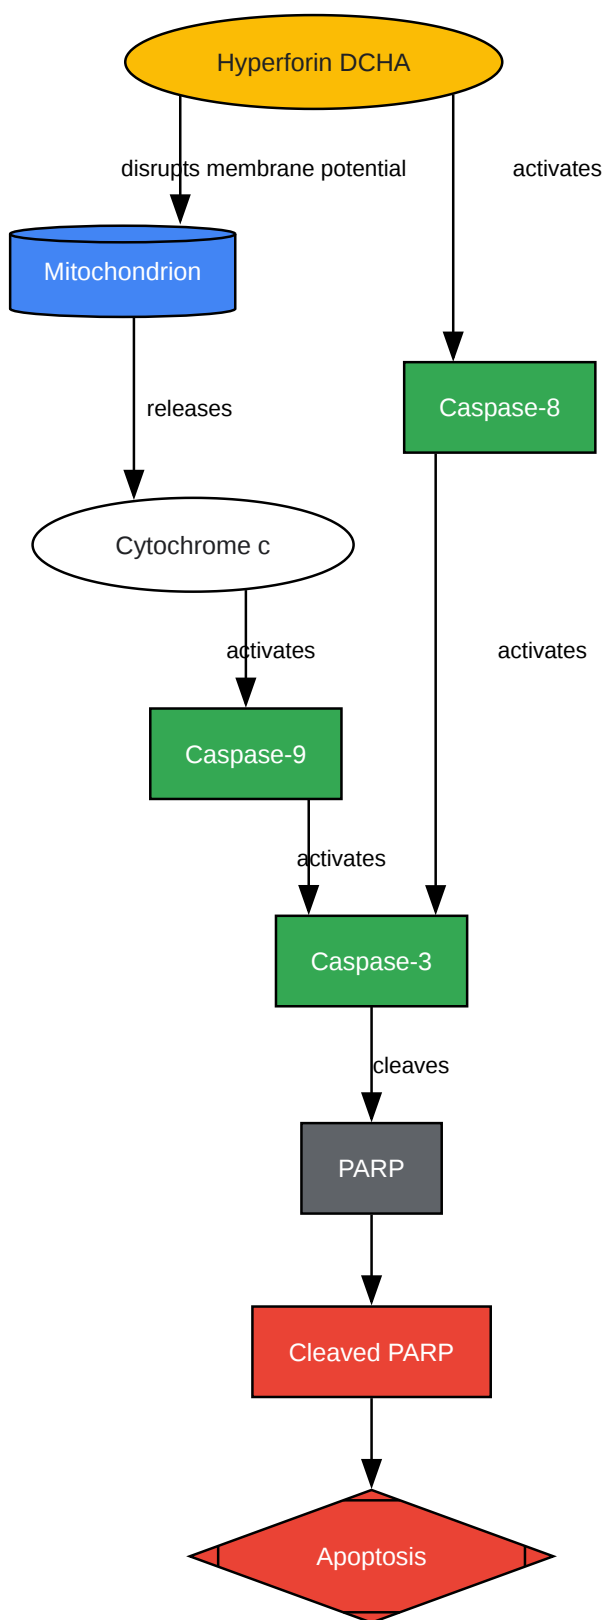 Hyperforin DCHA
disrupts membrane potential
activates
Mitochondrion
Caspase-8
releases
Cytochrome c
activates
activates
Caspase-9
activates
Caspase-3
cleaves
PARP
Cleaved PARP
Apoptosis